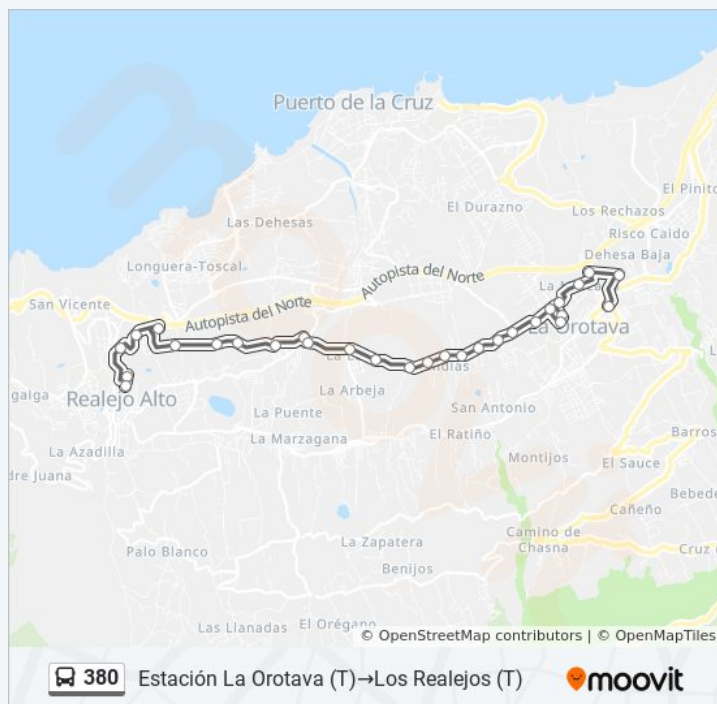 Puerto de la Cruz
El Pinito
Las Dehesas
El Durazno
Los Rechazos
Risco Caído
Dehesa Baja
Longuera-Toscal
Autopista del Norte
San Vicente
Autopista del Norte
La Orotava
Realejo Alto
La Arbeja
La Puente
San Antonio
La Marzagana
El Ratiño
La Azadilla
Montijos
El Sauce
Barros
Cañeño
Bebede
Palo Blanco
La Zapatera
Camino de
Chasna
Cruz d
Benijos
Las Llanadas
El Orégano
© OpenStreetMap contributors | © OpenMapTiles
380
Estación La Orotava (T)→Los Realejos (T)
moovit